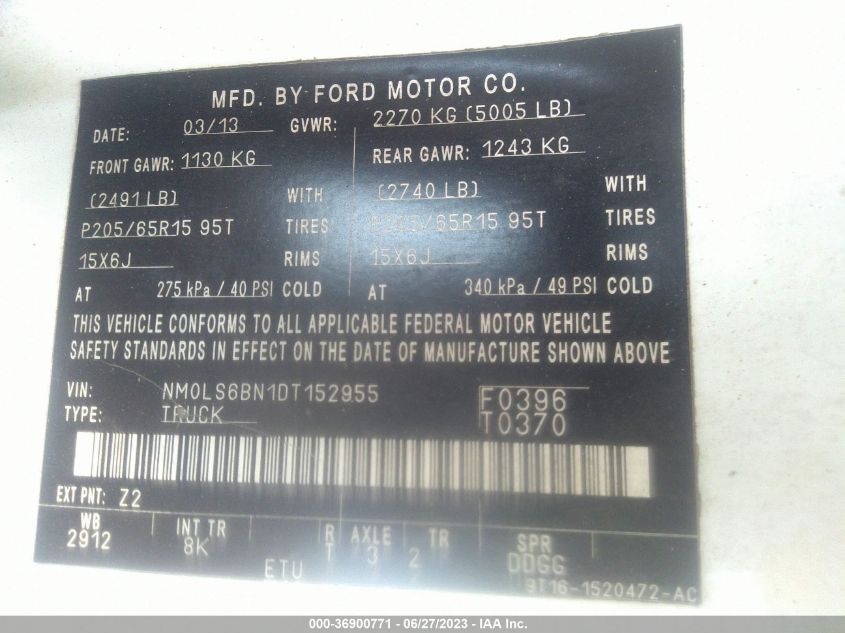 MFD. BY FORD MOTOR CO.
DATE: 03/13 GVWR: 2270 KG (5005 LB)
FRONT GAWR: 1130 KG REAR GAWR: 1243 KG
(2491 LB) WITH (2740 LB) WITH
P205/65R15 95T TIRES P205/65R15 95T TIRES
15X6J RIMS 15X6J RIMS
AT 275 kPa / 40 PSI COLD AT 340 kPa / 49 PSI COLD
THIS VEHICLE CONFORMS TO ALL APPLICABLE FEDERAL MOTOR VEHICLE
SAFETY STANDARDS IN EFFECT ON THE DATE OF MANUFACTURE SHOWN ABOVE
VIN: NM0LS6BN1DT152955 F0396
TYPE: TRUCK T0370
EXT PNT: Z2
WB INT TR R AXLE TR SPR
2912 8K T 3 2 DDGG
ETU 9T16-1520472-AC
000-36900771 - 06/27/2023 - IAA Inc.